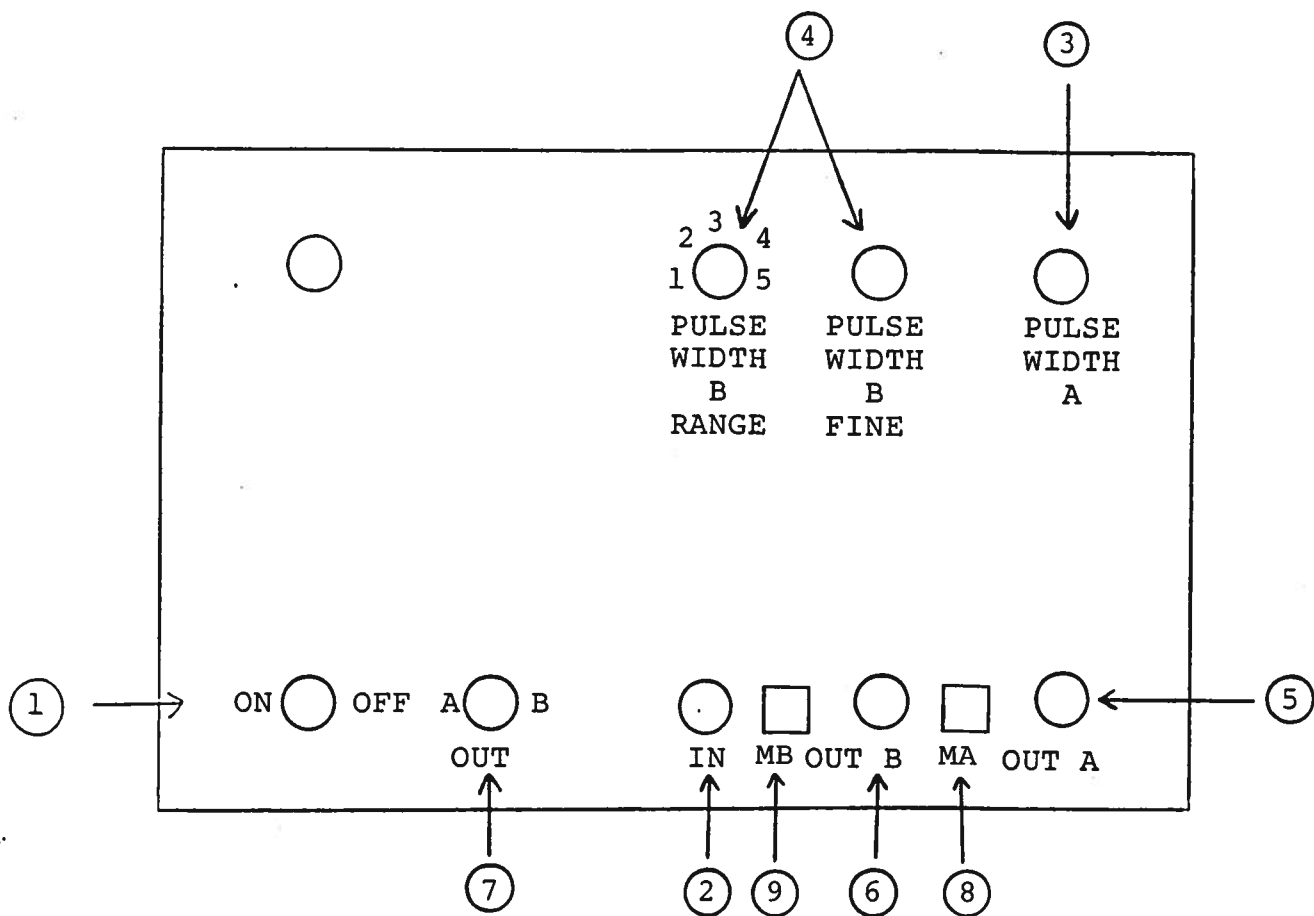 4 3
3
2 4
1 5
PULSE PULSE PULSE
WIDTH WIDTH WIDTH
B B A
RANGE FINE
1 ON OFF A B 5
OUT IN MB OUT B MA OUT A
7 2 9 6 8